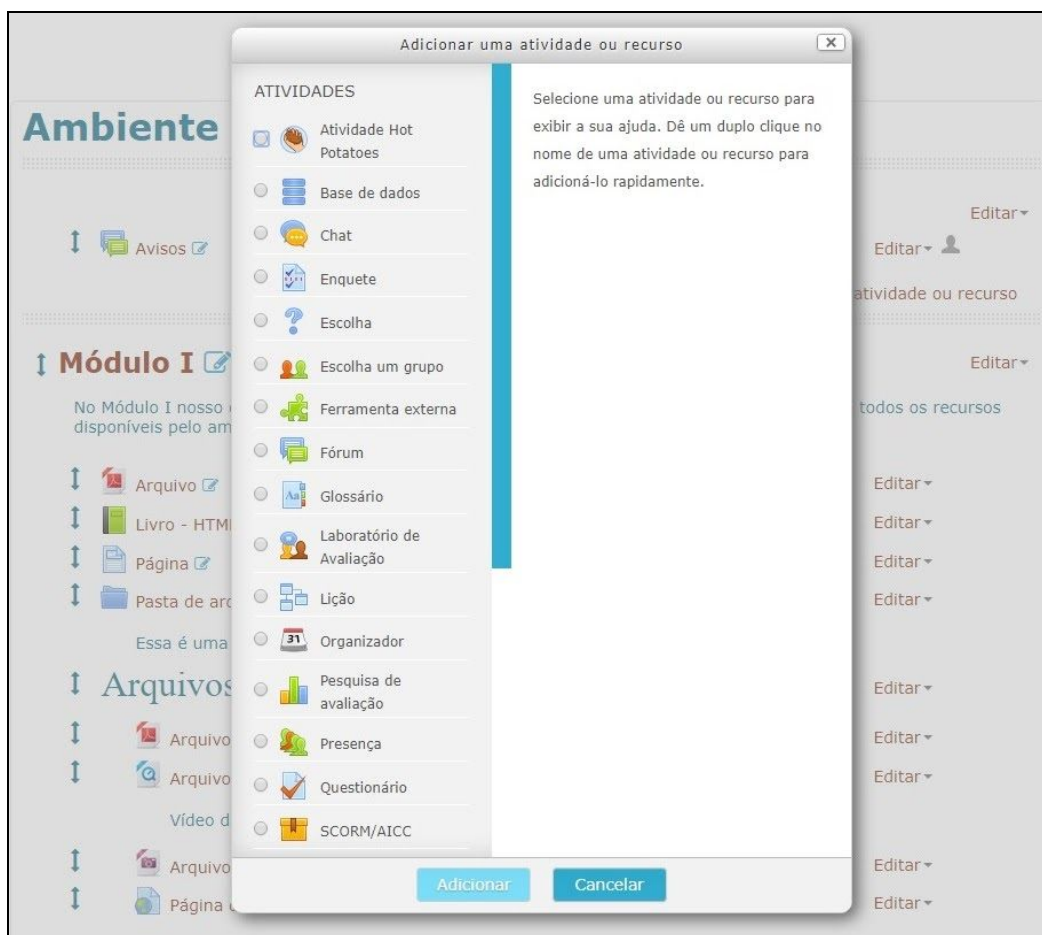 Adicionar uma atividade ou recurso
ATIVIDADES
Atividade Hot
Potatoes
Base de dados
Chat
Enquete
Escolha
Escolha um grupo
Ferramenta externa
Fórum
Glossário
Laboratório de
Avaliação
Lição
Organizador
Pesquisa de
avaliação
Presença
Questionário
SCORM/AICC
Selecione uma atividade ou recurso para
exibir a sua ajuda. Dê um duplo clique no
nome de uma atividade ou recurso para
adicioná-lo rapidamente.
Adicionar
Cancelar
Ambiente
Editar
Avisos
Editar
atividade ou recurso
Módulo I
Editar
No Módulo I nosso
todos os recursos
disponíveis pelo
Arquivo
Editar
Livro -
Editar
Página
Editar
Pasta de
Editar
Essa é uma
Arquivos
Editar
Arquivo
Editar
Arquivo
Editar
Vídeo
Arquivo
Editar
Página
Editar
31